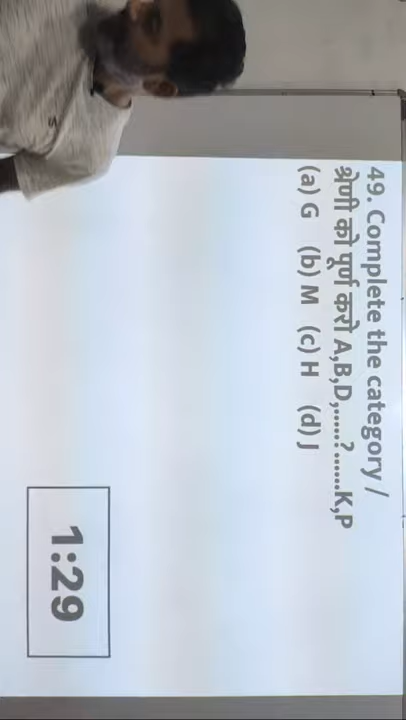 49. Complete the category /
श्रेणी को पूर्ण करो A,B,D,.....?......K,P
(a) G (b) M (c) H (d) J
1:29